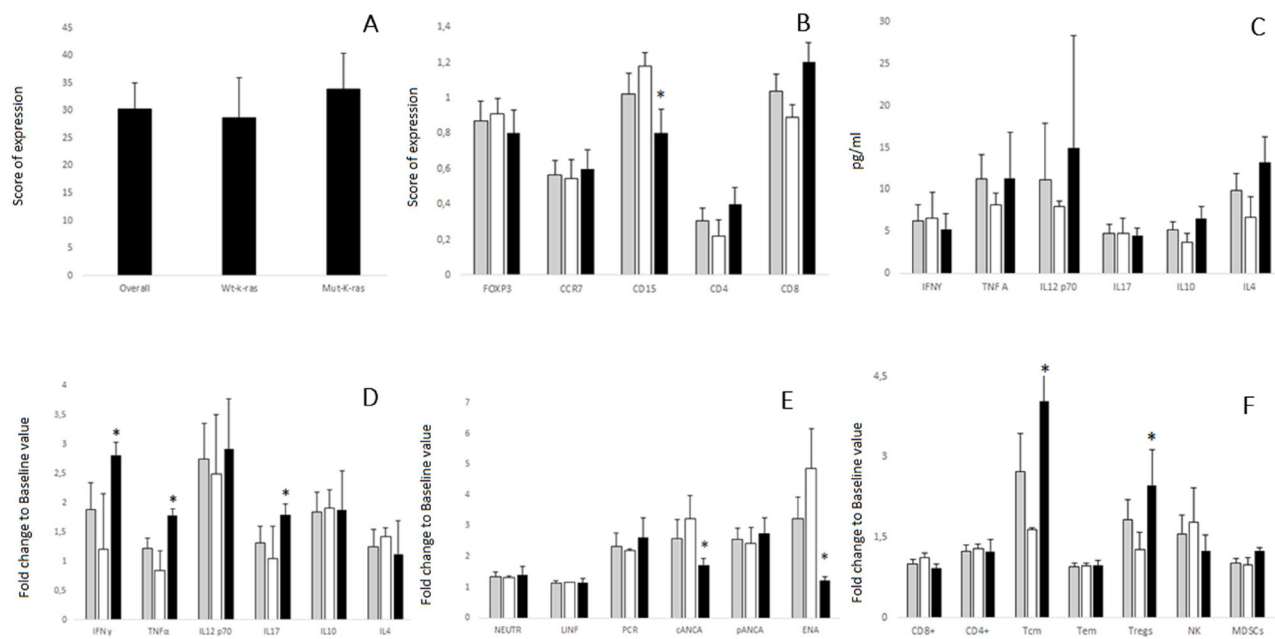 A
Score of expression
45
40
35
30
25
20
15
10
5
0
Overall Wt-k-ras Mut-K-ras
B
Score of expression
1,4
1,2
1
0,8
0,6
0,4
0,2
0
*
FOXP3 CCR7 CD15 CD4 CD8
C
pg/ml
30
25
20
15
10
5
0
IFNY TNF A IL12 p70 IL17 IL10 IL4
D
Fold change to Baseline value
4
3,5
3
2,5
2
1,5
1
0,5
0
* * *
IFN γ TNFα IL12 p70 IL17 IL10 IL4
E
Fold change to Baseline value
7
6
5
4
3
2
1
0
* *
NEUTR LINF PCR cANCA pANCA ENA
F
Fold change to Baseline value
4,5
3
1,5
0
* *
CD8+ CD4+ Tcm Tem Tregs NK MDSCs